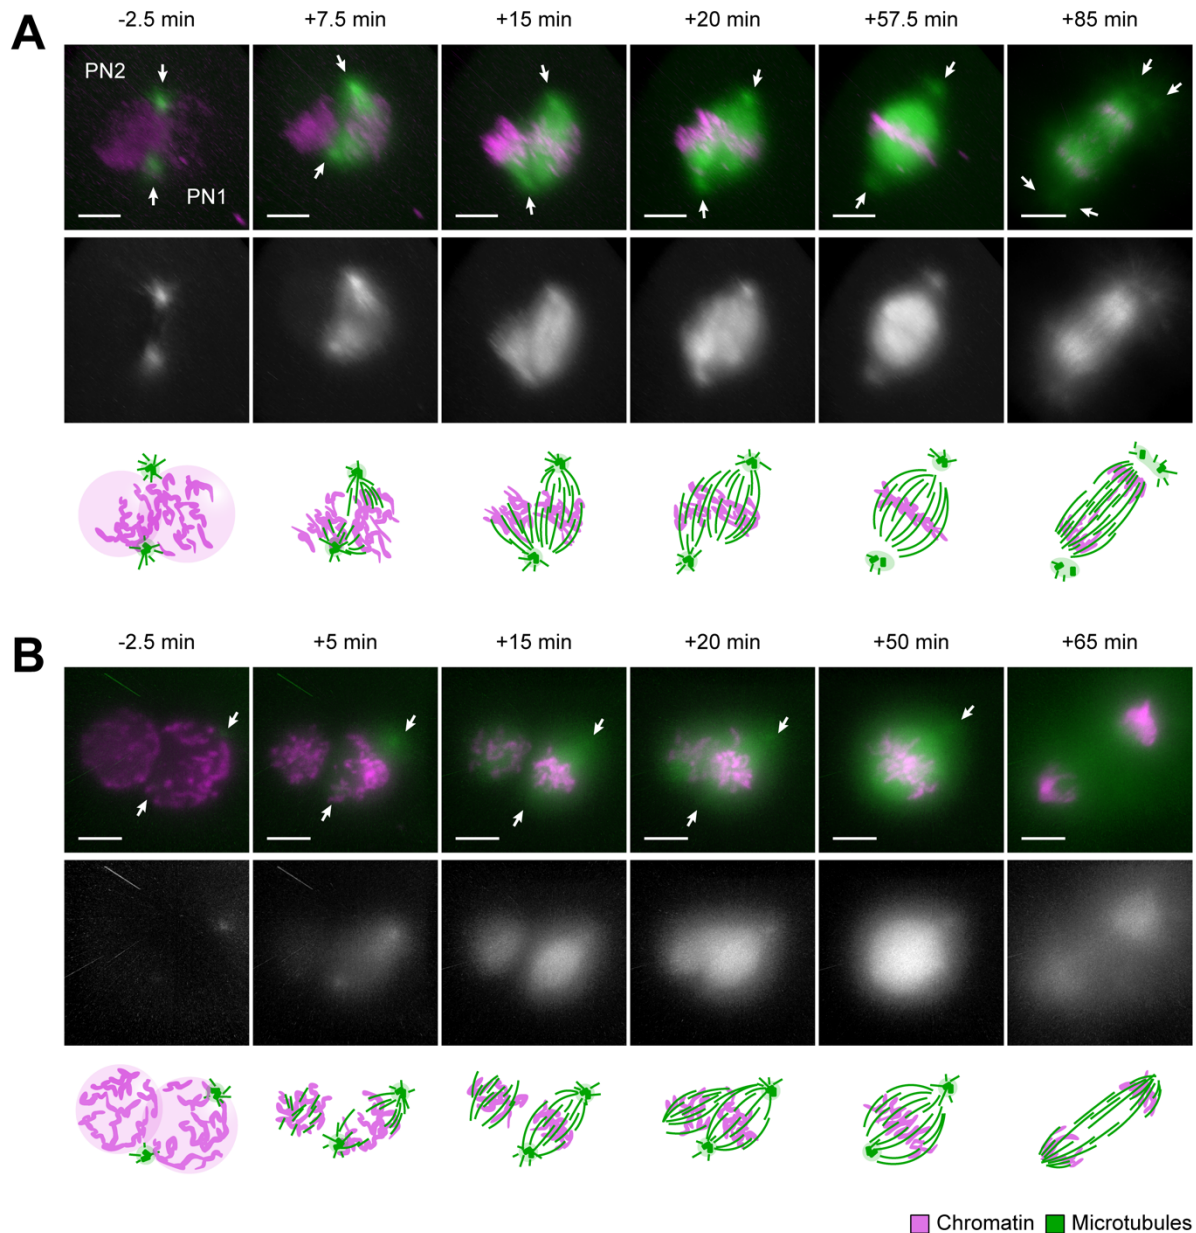 A
-2.5 min +7.5 min +15 min +20 min +57.5 min +85 min
PN2
PN1
B
-2.5 min +5 min +15 min +20 min +50 min +65 min
Chromatin Microtubules